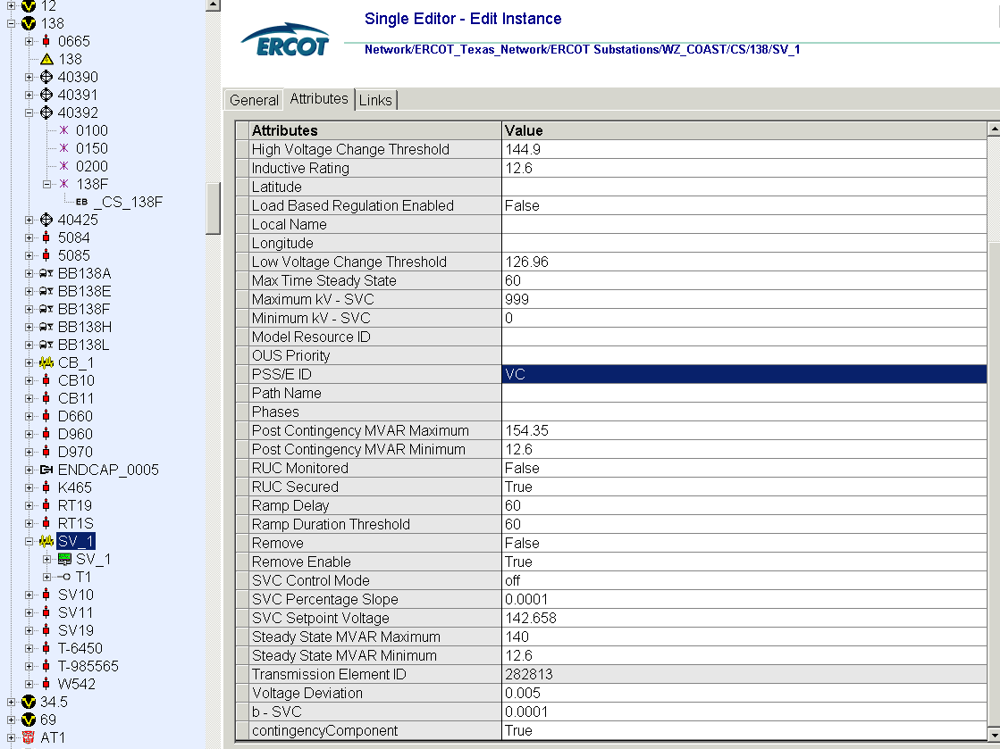 12
138
0665
138
40390
40391
40392
0100
0150
0200
138F
EB _CS_138F
40425
5084
5085
BB138A
BB138E
BB138F
BB138H
BB138L
CB_1
CB10
CB11
D660
D960
D970
ENDCAP_0005
K465
RT19
RT1S
SV_1
SV_1
T1
SV10
SV11
SV19
T-6450
T-985565
W542
34.5
69
AT1
ERCOT
Single Editor - Edit Instance
Network/ERCOT_Texas_Network/ERCOT Substations/WZ_COAST/CS/138/SV_1
General Attributes Links
Attributes Value
High Voltage Change Threshold 144.9
Inductive Rating 12.6
Latitude
Load Based Regulation Enabled False
Local Name
Longitude
Low Voltage Change Threshold 126.96
Max Time Steady State 60
Maximum kV - SVC 999
Minimum kV - SVC 0
Model Resource ID
OUS Priority
PSS/E ID VC
Path Name
Phases
Post Contingency MVAR Maximum 154.35
Post Contingency MVAR Minimum 12.6
RUC Monitored False
RUC Secured True
Ramp Delay 60
Ramp Duration Threshold 60
Remove False
Remove Enable True
SVC Control Mode off
SVC Percentage Slope 0.0001
SVC Setpoint Voltage 142.658
Steady State MVAR Maximum 140
Steady State MVAR Minimum 12.6
Transmission Element ID 282813
Voltage Deviation 0.005
b - SVC 0.0001
contingencyComponent True